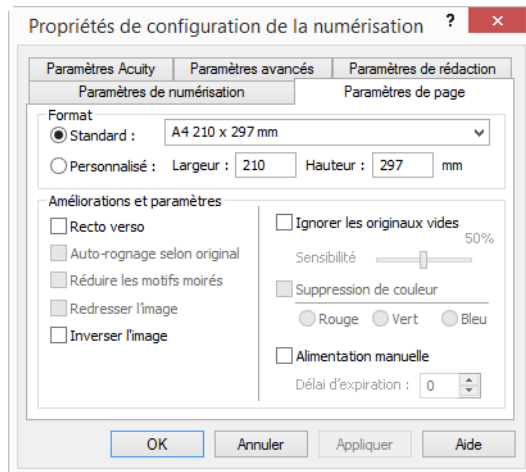 Propriétés de configuration de la numérisation ? ×
Paramètres Acuity Paramètres avancés Paramètres de rédaction
Paramètres de numérisation Paramètres de page
Format
Standard : A4 210 x 297 mm
Personnalisé : Largeur : 210 Hauteur : 297 mm
Améliorations et paramètres
Recto verso
Auto-rognage selon original
Réduire les motifs moirés
Redresser l'image
Inverser l'image
Ignorer les originaux vides
50%
Sensibilité
Suppression de couleur
Rouge Vert Bleu
Alimentation manuelle
Délai d'expiration : 0
OK Annuler Appliquer Aide